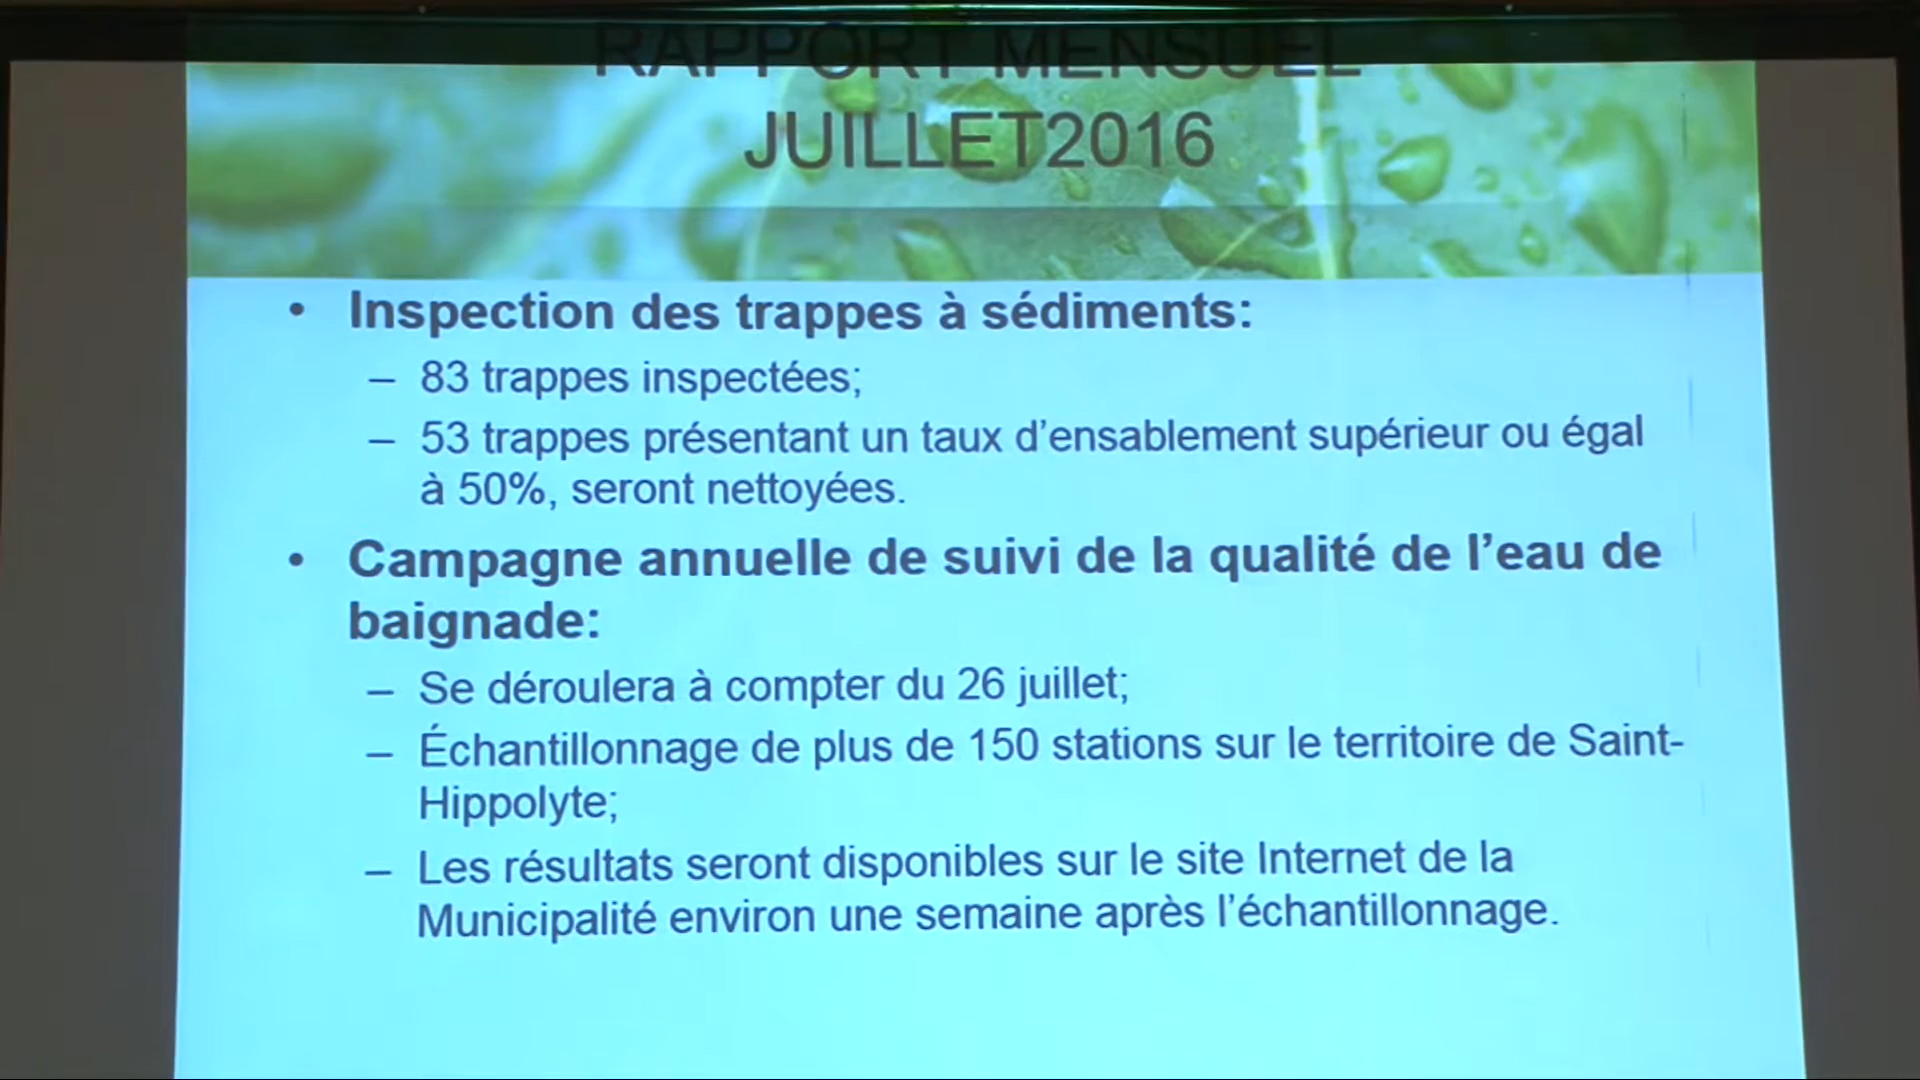 RAPPORT MENSUEL
JUILLET2016
• Inspection des trappes à sédiments:
– 83 trappes inspectées;
– 53 trappes présentant un taux d’ensablement supérieur ou égal
à 50%, seront nettoyées.
• Campagne annuelle de suivi de la qualité de l’eau de
baignade:
– Se déroulera à compter du 26 juillet;
– Échantillonnage de plus de 150 stations sur le territoire de Saint-
Hippolyte;
– Les résultats seront disponibles sur le site Internet de la
Municipalité environ une semaine après l’échantillonnage.